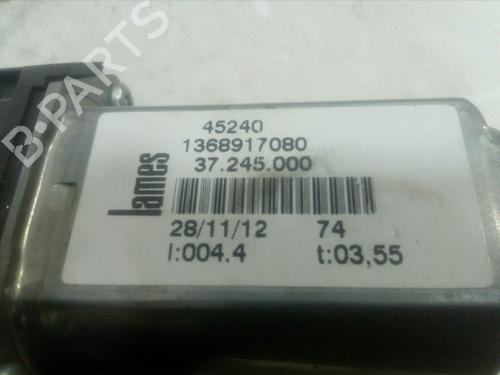 B-PARTS
45240
1368917080
37.245.000
lames
28/11/12 74
l:004.4 t:03,55